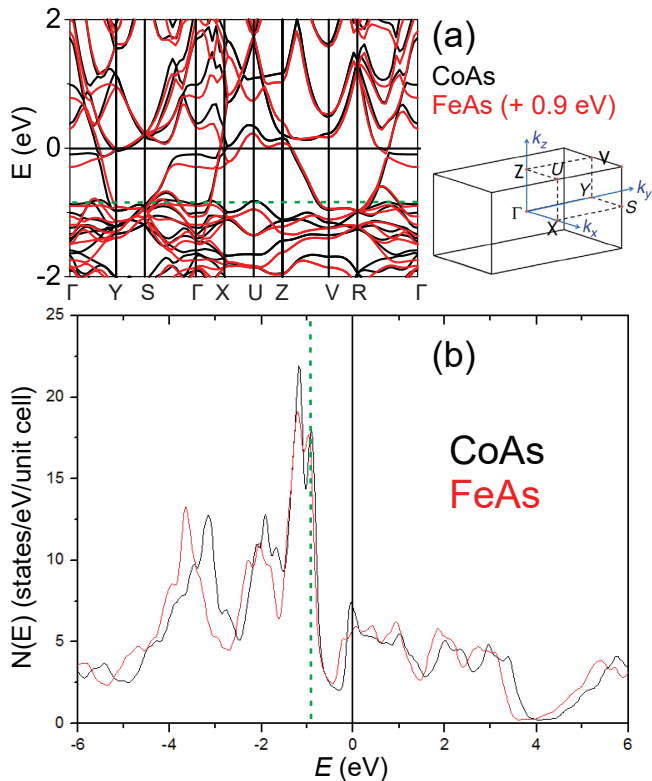 2
0
-2
E (eV)
Γ Y S Γ X U Z V R Γ
(a)
CoAs
FeAs (+ 0.9 eV)
k_z
Z
U
V
Y
k_y
Γ
S
X
k_x
(b)
CoAs
FeAs
25
20
15
10
5
0
N(E) (states/eV/unit cell)
-6 -4 -2 0 2 4 6
E (eV)